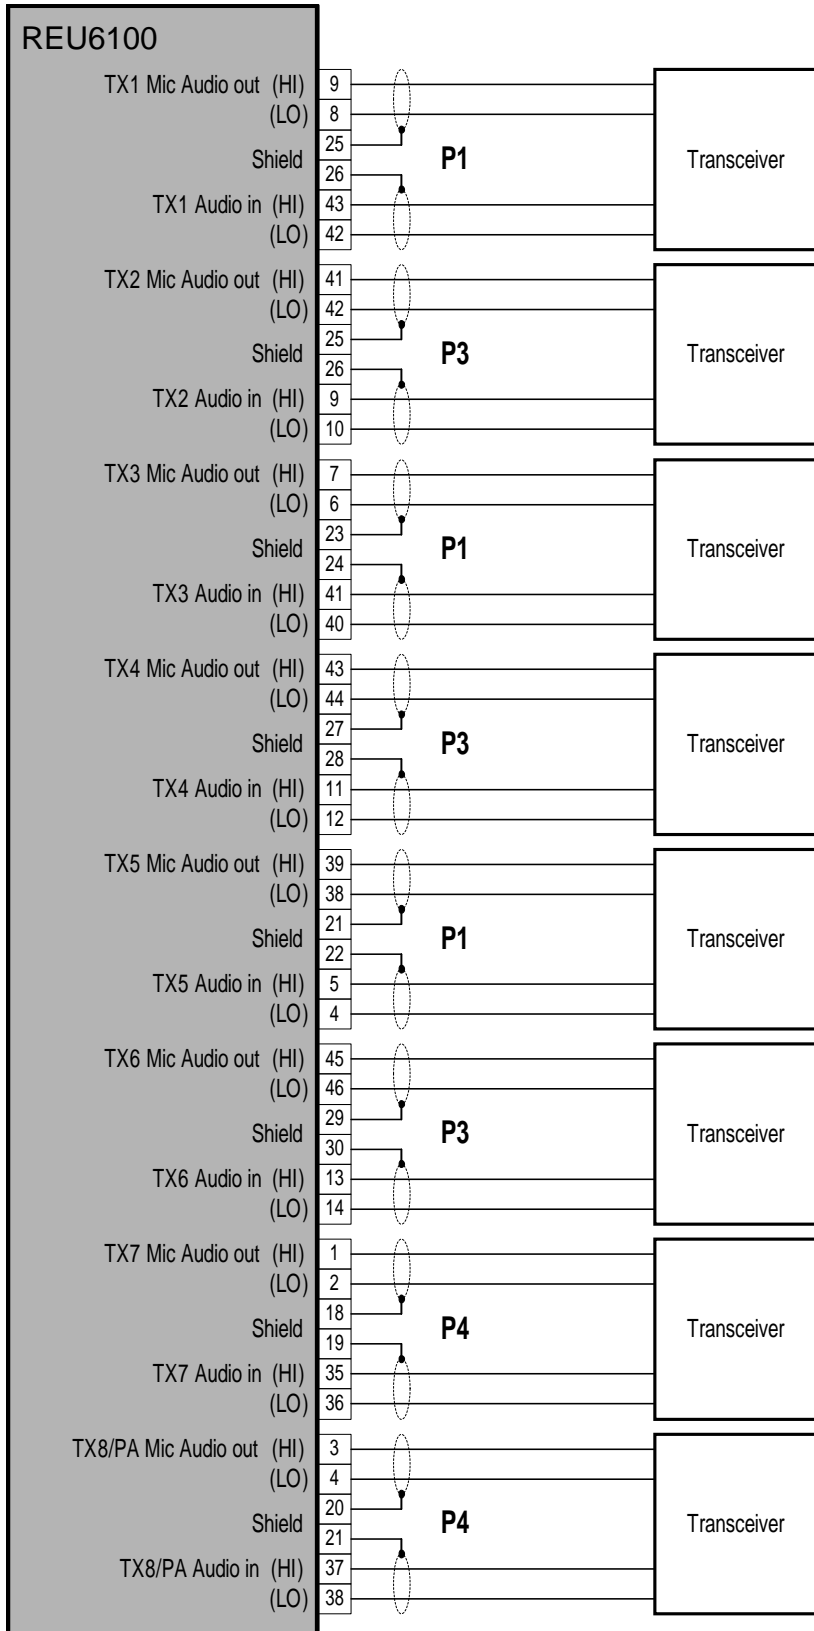 REU6100
TX1 Mic Audio out (HI) 9
(LO) 8
25
Shield P1 Transceiver
26
TX1 Audio in (HI) 43
(LO) 42
TX2 Mic Audio out (HI) 41
(LO) 42
25
Shield P3 Transceiver
26
TX2 Audio in (HI) 9
(LO) 10
TX3 Mic Audio out (HI) 7
(LO) 6
23
Shield P1 Transceiver
24
TX3 Audio in (HI) 41
(LO) 40
TX4 Mic Audio out (HI) 43
(LO) 44
27
Shield P3 Transceiver
28
TX4 Audio in (HI) 11
(LO) 12
TX5 Mic Audio out (HI) 39
(LO) 38
21
Shield P1 Transceiver
22
TX5 Audio in (HI) 5
(LO) 4
TX6 Mic Audio out (HI) 45
(LO) 46
29
Shield P3 Transceiver
30
TX6 Audio in (HI) 13
(LO) 14
TX7 Mic Audio out (HI) 1
(LO) 2
18
Shield P4 Transceiver
19
TX7 Audio in (HI) 35
(LO) 36
TX8/PA Mic Audio out (HI) 3
(LO) 4
20
Shield P4 Transceiver
21
TX8/PA Audio in (HI) 37
(LO) 38